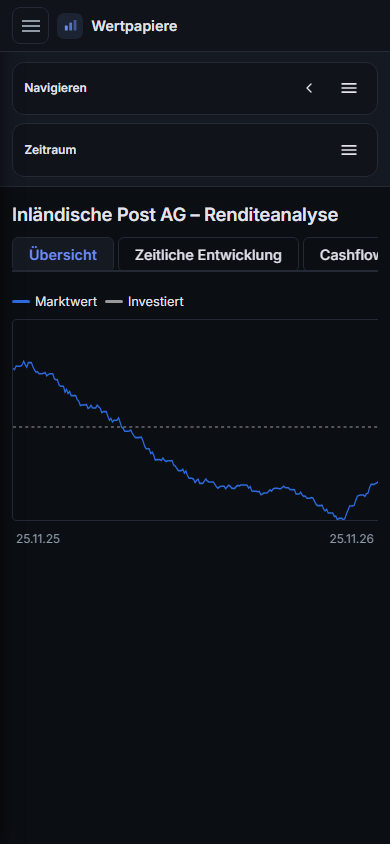 Wertpapiere
Navigieren
Zeitraum
Inländische Post AG – Renditeanalyse
Übersicht
Zeitliche Entwicklung
Cashflow
Marktwert
Investiert
25.11.25
25.11.26